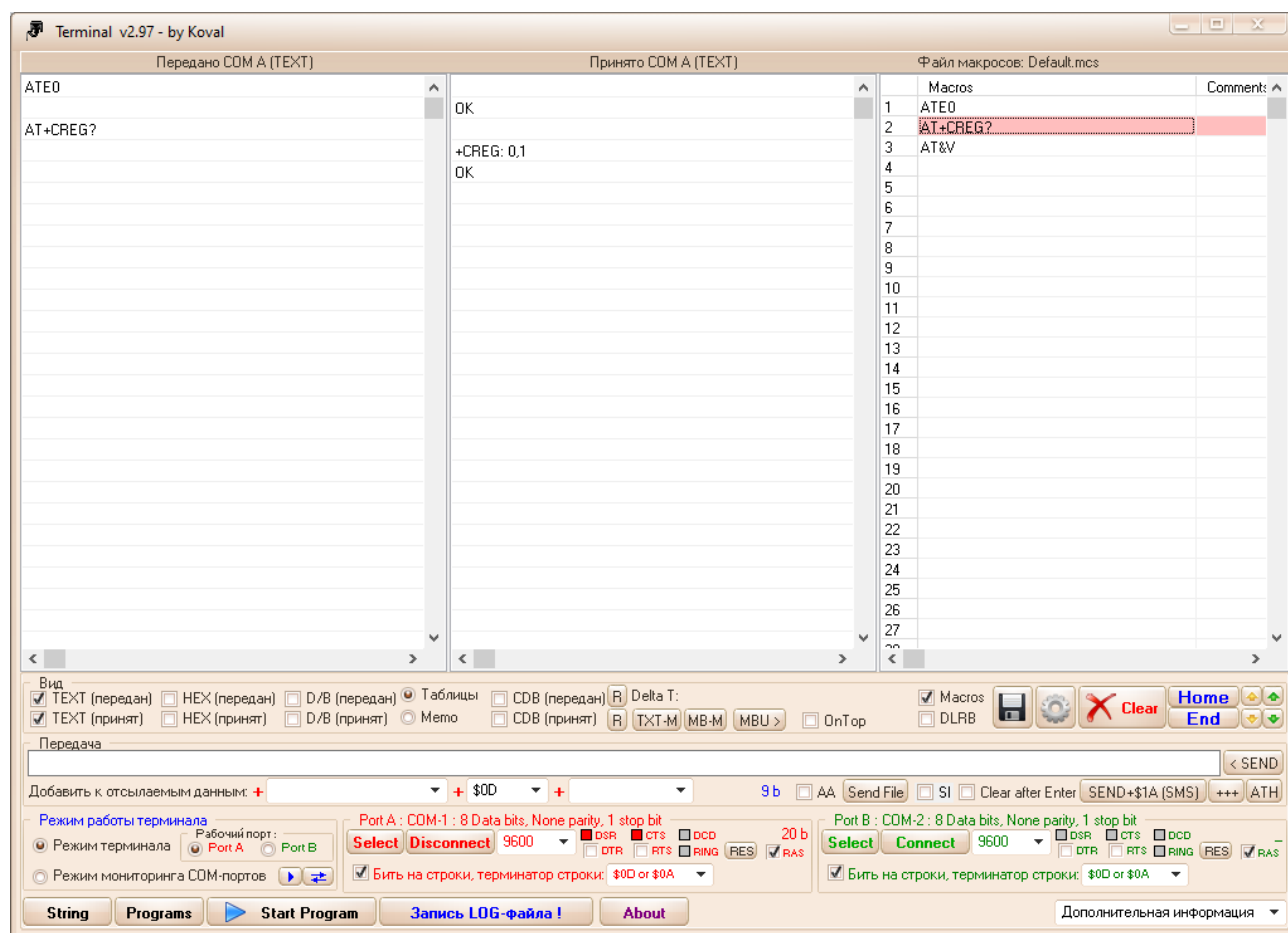 Terminal v2.97 - by Koval
Передано COM A (TEXT)
Принято COM A (TEXT)
Файл макросов: Default.mcs
ATE0
AT+CREG?
OK
+CREG: 0,1
OK
Macros Comments
1 ATE0
2 AT+CREG?
3 AT&V
4
5
6
7
8
9
10
11
12
13
14
15
16
17
18
19
20
21
22
23
24
25
26
27
Вид
TEXT (передан) HEX (передан) D/B (передан) Таблицы CDB (передан) R Delta T: Macros Clear Home
TEXT (принят) HEX (принят) D/B (принят) Memo CDB (принят) R TXT-M MB-M MBU > OnTop DLRB End
Передача
< SEND
Добавить к отсылаемым данным: + + $0D + 9 b AA Send File SI Clear after Enter SEND+$1A (SMS) +++ ATH
Режим работы терминала
Режим терминала
Рабочий порт :
Port A Port B
Режим мониторинга COM-портов
Port A : COM-1 : 8 Data bits, None parity, 1 stop bit
Select Disconnect 9600 DSR CTS DCD 20 b
DTR RTS RING RES RAS
Бить на строки, терминатор строки: $0D or $0A
Port B : COM-2 : 8 Data bits, None parity, 1 stop bit
Select Connect 9600 DSR CTS DCD –
DTR RTS RING RES RAS
Бить на строки, терминатор строки: $0D or $0A
String Programs Start Program Запись LOG-файла ! About Дополнительная информация